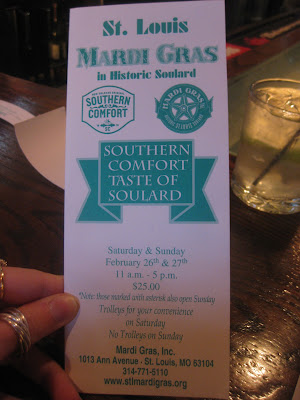 St. Louis
MARDI GRAS
in Historic Soulard
SOUTHERN
COMFORT
MARDI GRAS
SOUTHERN
COMFORT
TASTE OF
SOULARD
Saturday & Sunday
February 26th & 27th
11 a.m. - 5 p.m.
$25.00
*Note: those marked with asterisk also open Sunday
Trolleys for your convenience
on Saturday
No Trolleys on Sunday
Mardi Gras, Inc.
1013 Ann Avenue - St. Louis, MO 63104
314-771-5110
www.stlmardigras.org